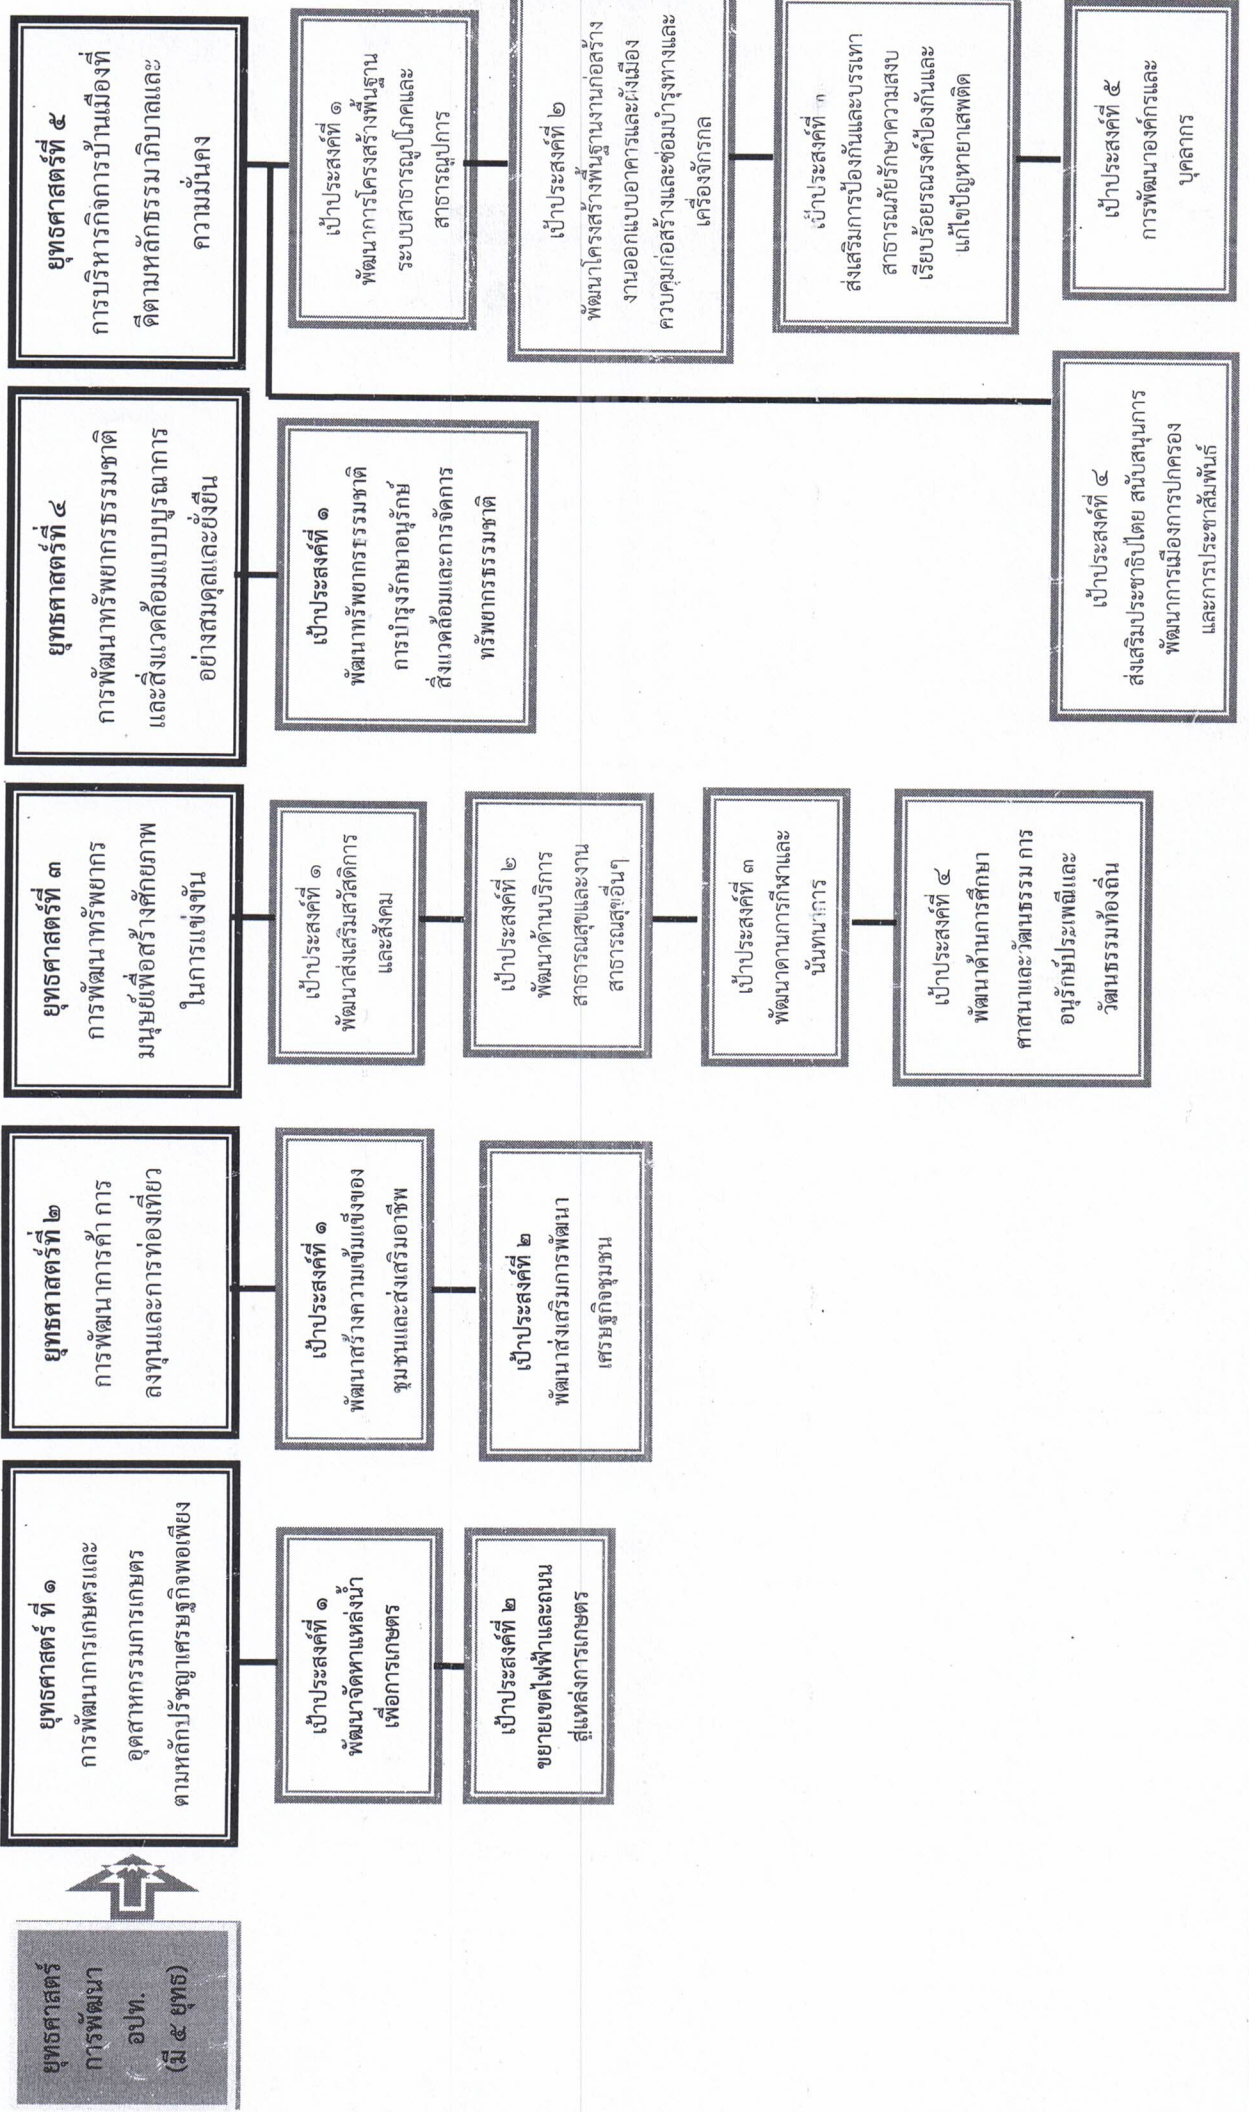 ยุทธศาสตร์
การพัฒนา
อปท.
(มี ๕ ยุทธ)
ยุทธศาสตร์ ที่ ๑
การพัฒนาการเกษตรและ
อุตสาหกรรมการเกษตร
ตามหลักปรัชญาเศรษฐกิจพอเพียง
เป้าประสงค์ที่ ๑
พัฒนาจัดหาแหล่งน้ำ
เพื่อการเกษตร
เป้าประสงค์ที่ ๒
ขยายเขตไฟฟ้าและถนน
สู่แหล่งการเกษตร
ยุทธศาสตร์ที่ ๒
การพัฒนาการค้า การ
ลงทุนและการท่องเที่ยว
เป้าประสงค์ที่ ๑
พัฒนาสร้างความเข้มแข็งของ
ชุมชนและส่งเสริมอาชีพ
เป้าประสงค์ที่ ๒
พัฒนาส่งเสริมการพัฒนา
เศรษฐกิจชุมชน
ยุทธศาสตร์ที่ ๓
การพัฒนาทรัพยากร
มนุษย์เพื่อสร้างศักยภาพ
ในการแข่งขัน
เป้าประสงค์ที่ ๑
พัฒนาส่งเสริมสวัสดิการ
และสังคม
เป้าประสงค์ที่ ๒
พัฒนาด้านบริการ
สาธารณสุขและงาน
สาธารณสุขอื่นๆ
เป้าประสงค์ที่ ๓
พัฒนาด้านการกีฬาและ
นันทนาการ
เป้าประสงค์ที่ ๔
พัฒนาด้านการศึกษา
ศาสนาและวัฒนธรรม การ
อนุรักษ์ประเพณีและ
วัฒนธรรมท้องถิ่น
ยุทธศาสตร์ที่ ๔
การพัฒนาทรัพยากรธรรมชาติ
และสิ่งแวดล้อมแบบบูรณาการ
อย่างสมดุลและยั่งยืน
เป้าประสงค์ที่ ๑
พัฒนาทรัพยากรธรรมชาติ
การบำรุงรักษาอนุรักษ์
สิ่งแวดล้อมและการจัดการ
ทรัพยากรธรรมชาติ
ยุทธศาสตร์ที่ ๕
การบริหารกิจการบ้านเมืองที่
ดีตามหลักธรรมาภิบาลและ
ความมั่นคง
เป้าประสงค์ที่ ๑
พัฒนาการโครงสร้างพื้นฐาน
ระบบสาธารณูปโภคและ
สาธารณูปการ
เป้าประสงค์ที่ ๒
พัฒนาโครงสร้างพื้นฐานงานก่อสร้าง
งานออกแบบอาคารและผังเมือง
ควบคุมก่อสร้างและซ่อมบำรุงทางและ
เครื่องจักรกล
เป้าประสงค์ที่ ๓
ส่งเสริมการป้องกันและบรรเทา
สาธารณภัยรักษาความสงบ
เรียบร้อยรณรงค์ป้องกันและ
แก้ไขปัญหายาเสพติด
เป้าประสงค์ที่ ๔
ส่งเสริมประชาธิปไตย สนับสนุนการ
พัฒนาการเมืองการปกครอง
และการประชาสัมพันธ์
เป้าประสงค์ที่ ๕
การพัฒนาองค์กรและ
บุคลากร